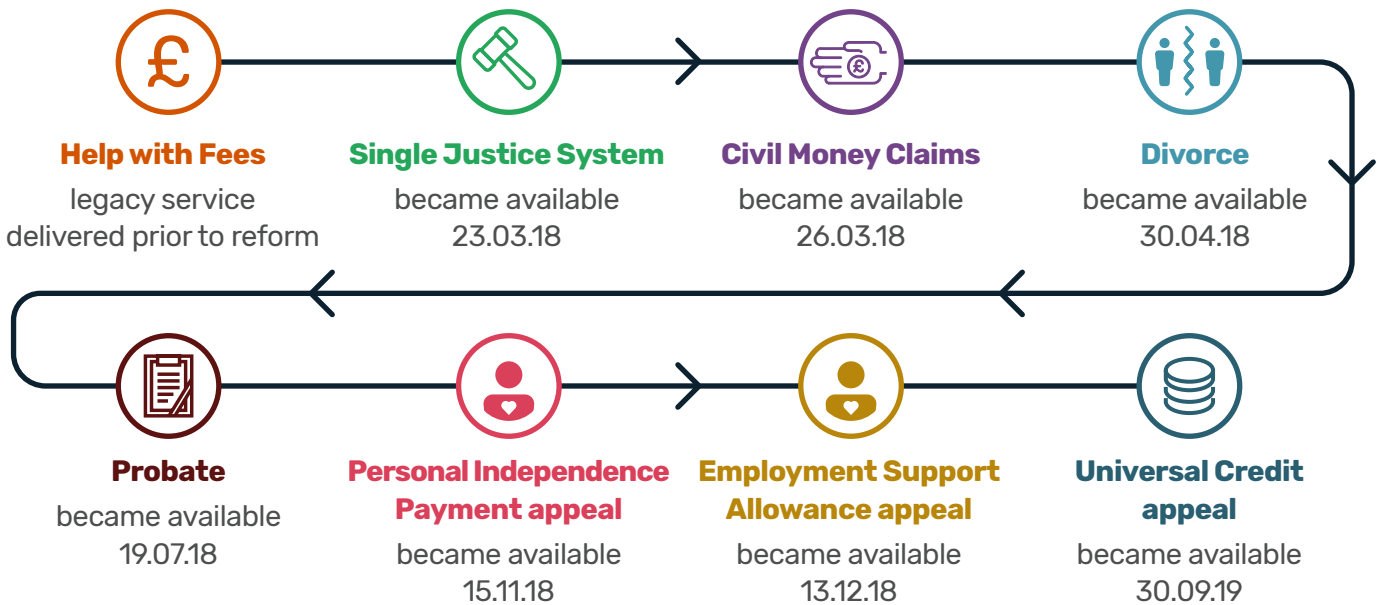 £
£
Help with Fees
legacy service
delivered prior to reform
Single Justice System
became available
23.03.18
Civil Money Claims
became available
26.03.18
Divorce
became available
30.04.18
Probate
became available
19.07.18
Personal Independence
Payment appeal
became available
15.11.18
Employment Support
Allowance appeal
became available
13.12.18
Universal Credit
appeal
became available
30.09.19